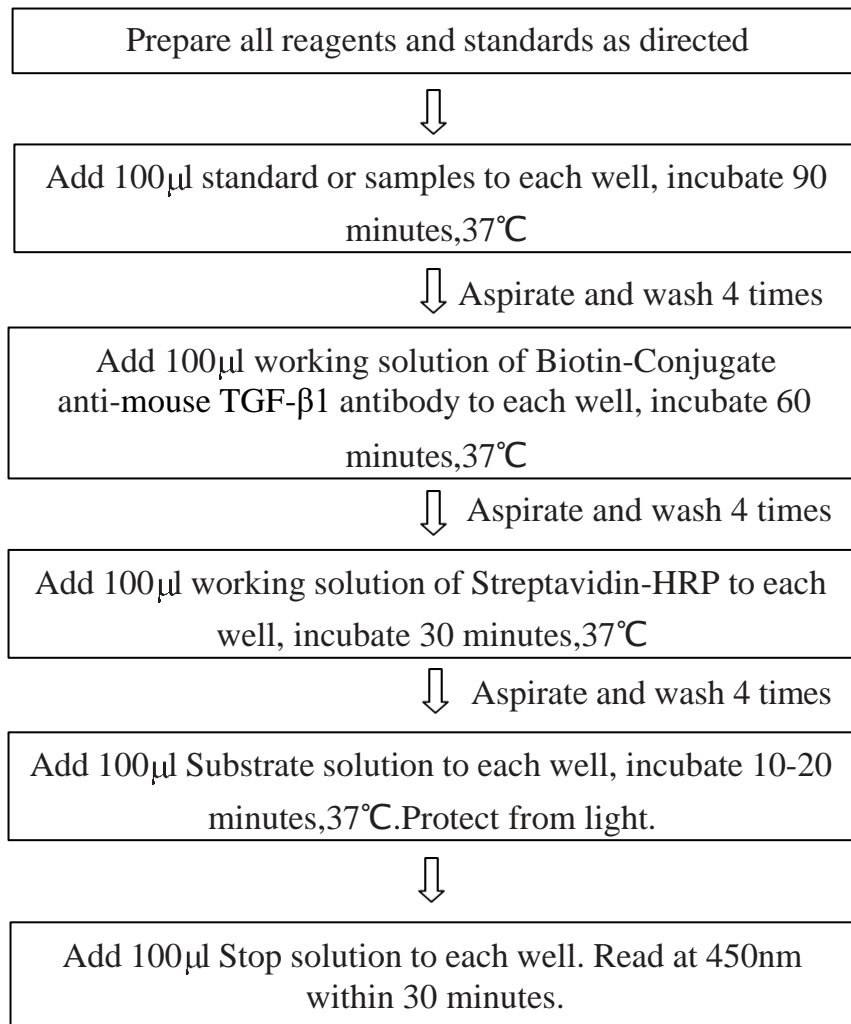 Prepare all reagents and standards as directed
Add 100μl standard or samples to each well, incubate 90
minutes,37℃
Aspirate and wash 4 times
Add 100μl working solution of Biotin-Conjugate
anti-mouse TGF-β1 antibody to each well, incubate 60
minutes,37℃
Aspirate and wash 4 times
Add 100μl working solution of Streptavidin-HRP to each
well, incubate 30 minutes,37℃
Aspirate and wash 4 times
Add 100μl Substrate solution to each well, incubate 10-20
minutes,37℃.Protect from light.
Add 100μl Stop solution to each well. Read at 450nm
within 30 minutes.